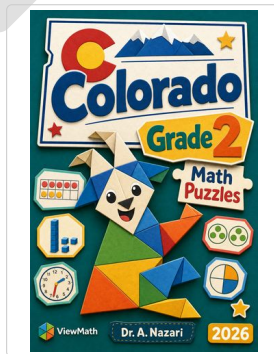 Colorado
Grade 2
Math
Puzzles
ViewMath
Dr. A. Nazari
2026